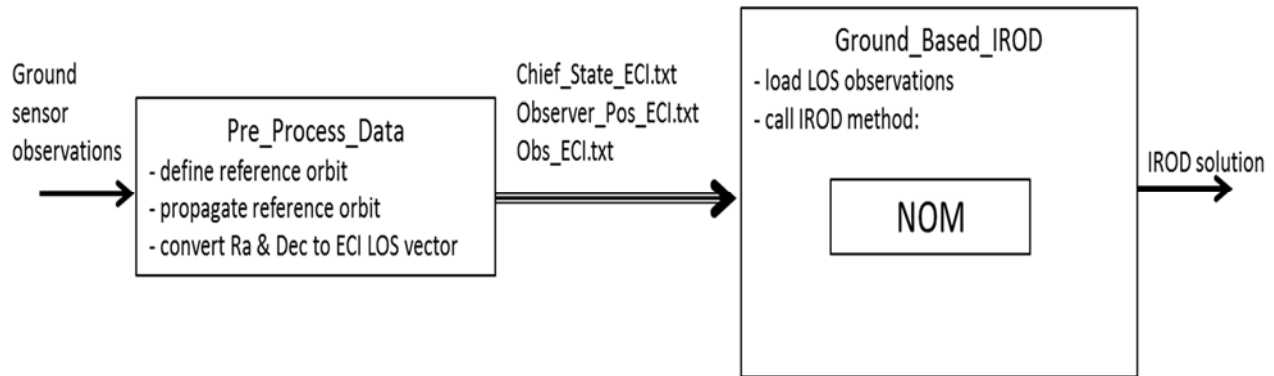 Ground
sensor
observations
Pre_Process_Data
- define reference orbit
- propagate reference orbit
- convert Ra & Dec to ECI LOS vector
Chief_State_ECI.txt
Observer_Pos_ECI.txt
Obs_ECI.txt
Ground_Based_IROD
- load LOS observations
- call IROD method:
NOM
IROD solution